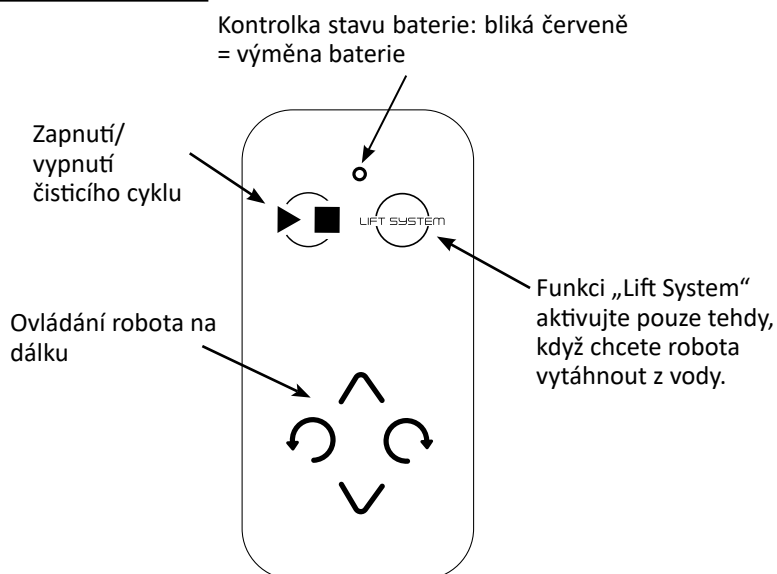 Kontrolka stavu baterie: bliká červeně
= výměna baterie
Zapnutí/
vypnutí
čisticího cyklu
LIFT SYSTEM
Funkci „Lift System“
aktivujte pouze tehdy,
když chcete robota
vytáhnout z vody.
Ovládání robota na
dálku